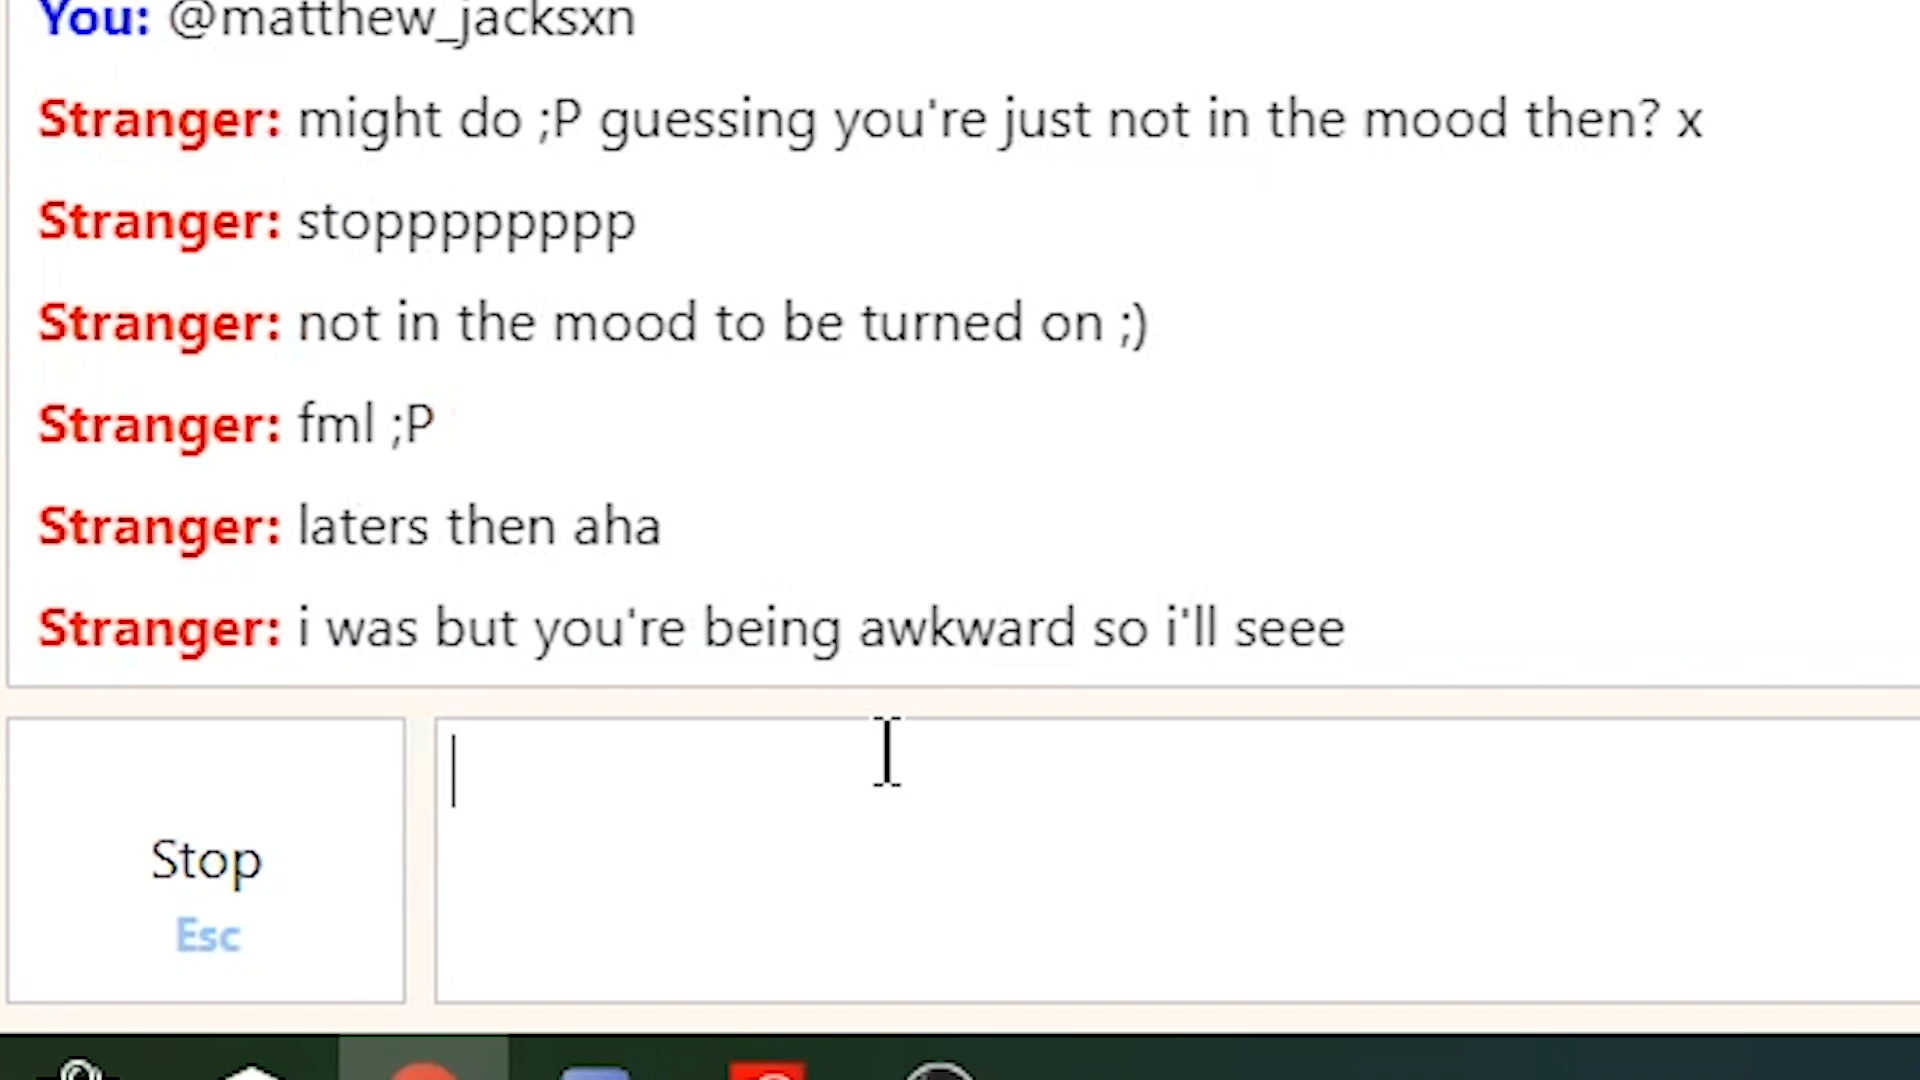 You: @matthew_jacksxn
Stranger: might do ;P guessing you're just not in the mood then? x
Stranger: stopppppppp
Stranger: not in the mood to be turned on ;)
Stranger: fml ;P
Stranger: laters then aha
Stranger: i was but you're being awkward so i'll seee
Stop
Esc